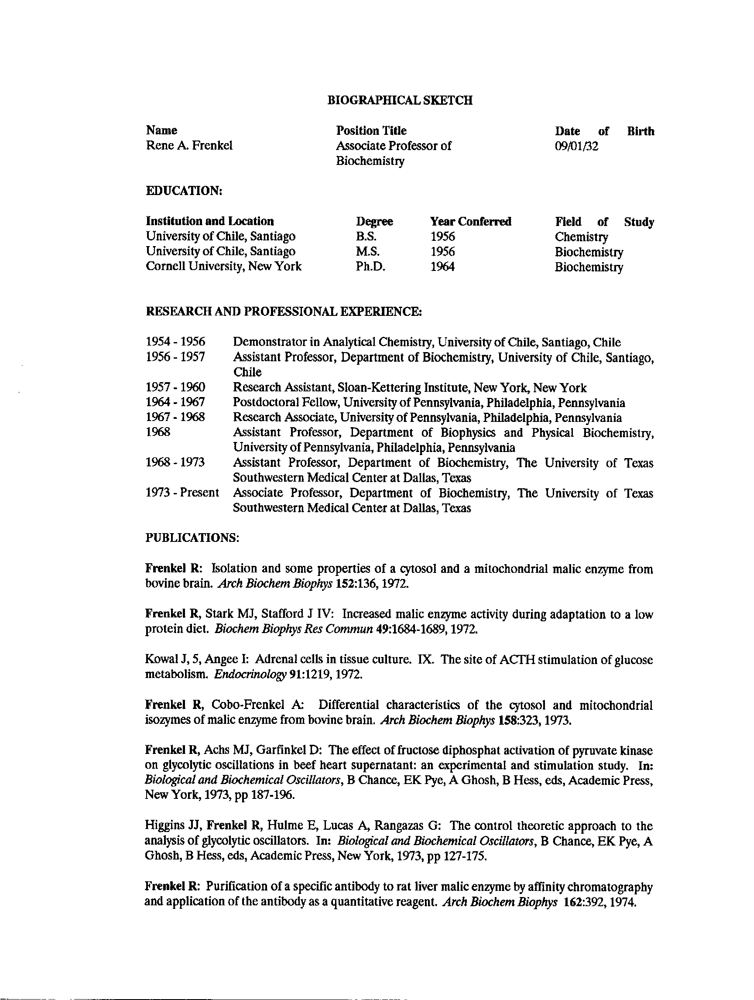 BIOGRAPHICAL SKETCH
Name Position Title Date of Birth
Rene A. Frenkel Associate Professor of 09/01/32
Biochemistry
EDUCATION:
Institution and Location Degree Year Conferred Field of Study
University of Chile, Santiago B.S. 1956 Chemistry
University of Chile, Santiago M.S. 1956 Biochemistry
Cornell University, New York Ph.D. 1964 Biochemistry
RESEARCH AND PROFESSIONAL EXPERIENCE:
1954 - 1956 Demonstrator in Analytical Chemistry, University of Chile, Santiago, Chile
1956 - 1957 Assistant Professor, Department of Biochemistry, University of Chile, Santiago,
Chile
1957 - 1960 Research Assistant, Sloan-Kettering Institute, New York, New York
1964 - 1967 Postdoctoral Fellow, University of Pennsylvania, Philadelphia, Pennsylvania
1967 - 1968 Research Associate, University of Pennsylvania, Philadelphia, Pennsylvania
1968 Assistant Professor, Department of Biophysics and Physical Biochemistry,
University of Pennsylvania, Philadelphia, Pennsylvania
1968 - 1973 Assistant Professor, Department of Biochemistry, The University of Texas
Southwestern Medical Center at Dallas, Texas
1973 - Present Associate Professor, Department of Biochemistry, The University of Texas
Southwestern Medical Center at Dallas, Texas
PUBLICATIONS:
Frenkel R: Isolation and some properties of a cytosol and a mitochondrial malic enzyme from
bovine brain. Arch Biochem Biophys 152:136, 1972.
Frenkel R, Stark MJ, Stafford J IV: Increased malic enzyme activity during adaptation to a low
protein diet. Biochem Biophys Res Commun 49:1684-1689, 1972.
Kowal J, 5, Angee I: Adrenal cells in tissue culture. IX. The site of ACTH stimulation of glucose
metabolism. Endocrinology 91:1219, 1972.
Frenkel R, Cobo-Frenkel A: Differential characteristics of the cytosol and mitochondrial
isozymes of malic enzyme from bovine brain. Arch Biochem Biophys 158:323, 1973.
Frenkel R, Achs MJ, Garfinkel D: The effect of fructose diphosphat activation of pyruvate kinase
on glycolytic oscillations in beef heart supernatant: an experimental and stimulation study. In:
Biological and Biochemical Oscillators, B Chance, EK Pye, A Ghosh, B Hess, eds, Academic Press,
New York, 1973, pp 187-196.
Higgins JJ, Frenkel R, Hulme E, Lucas A, Rangazas G: The control theoretic approach to the
analysis of glycolytic oscillators. In: Biological and Biochemical Oscillators, B Chance, EK Pye, A
Ghosh, B Hess, eds, Academic Press, New York, 1973, pp 127-175.
Frenkel R: Purification of a specific antibody to rat liver malic enzyme by affinity chromatography
and application of the antibody as a quantitative reagent. Arch Biochem Biophys 162:392, 1974.